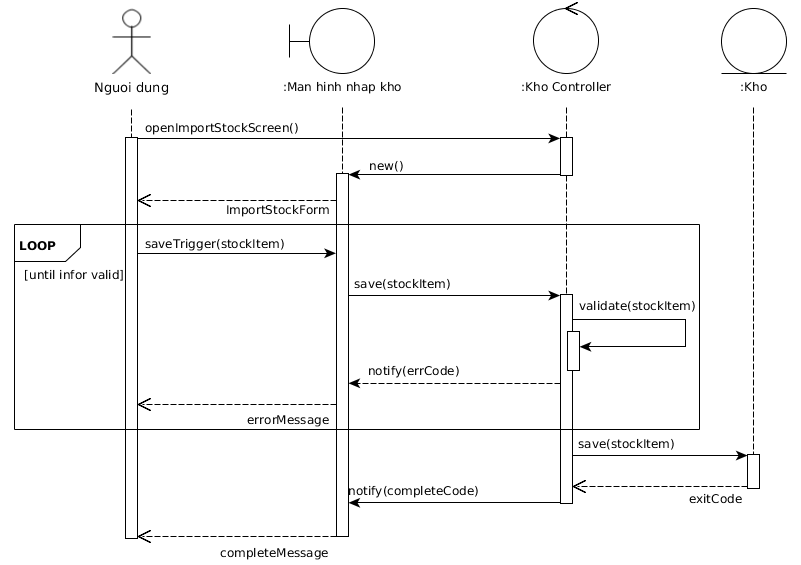 Nguoi dung
:Man hinh nhap kho
:Kho Controller
:Kho
openImportStockScreen()
new()
ImportStockForm
LOOP
saveTrigger(stockItem)
[until infor valid]
save(stockItem)
validate(stockItem)
notify(errCode)
errorMessage
save(stockItem)
notify(completeCode)
exitCode
completeMessage